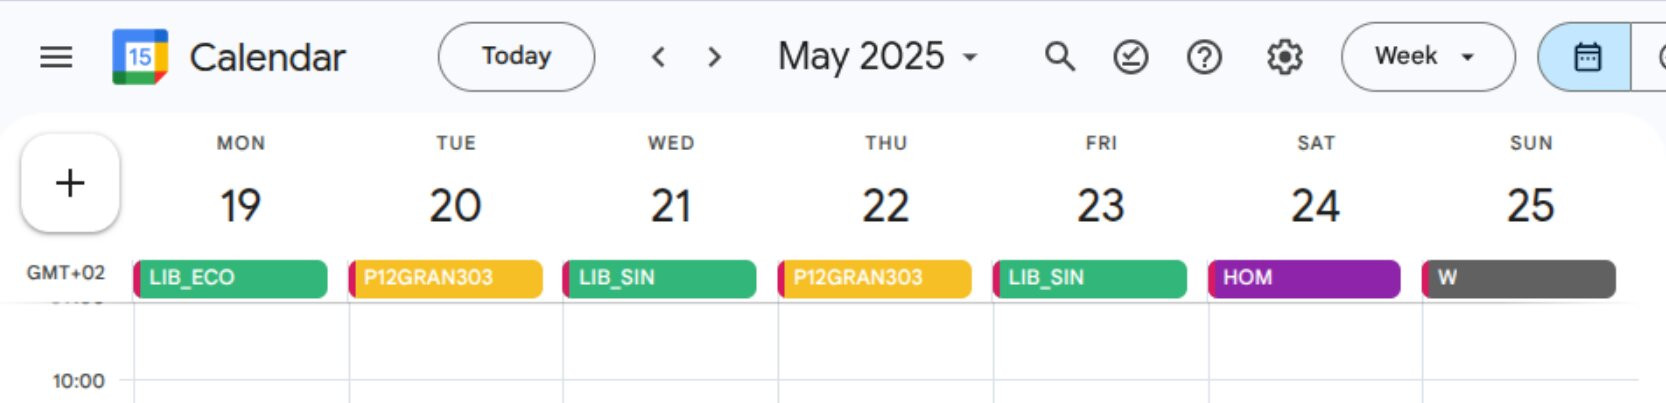 15 Calendar Today May 2025 Week
MON TUE WED THU FRI SAT SUN
19 20 21 22 23 24 25
GMT+02 LIB_ECO P12GRAN303 LIB_SIN P12GRAN303 LIB_SIN HOM W
10:00